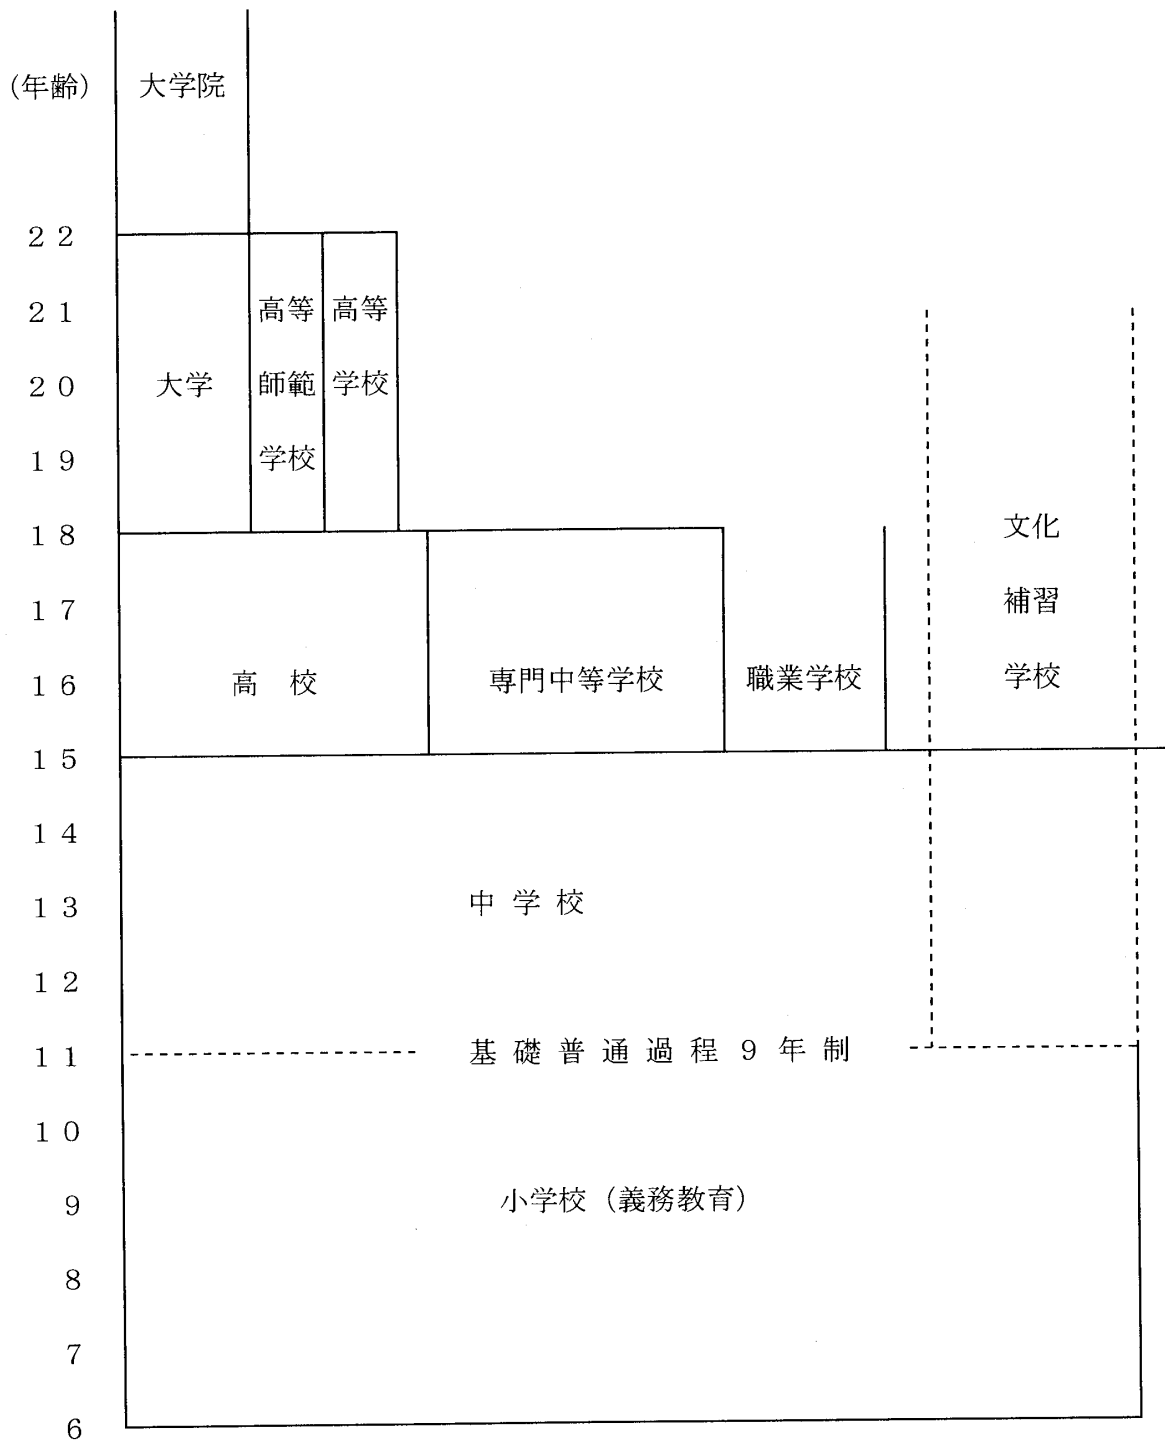 (年齢)
大学院
22
21
20
19
18
17
16
15
14
13
12
11
10
9
8
7
6
大学
高等
師範
学校
高等
学校
高 校
専門中等学校
職業学校
文化
補習
学校
中 学 校
基 礎 普 通 過 程 9 年 制
小学校(義務教育)